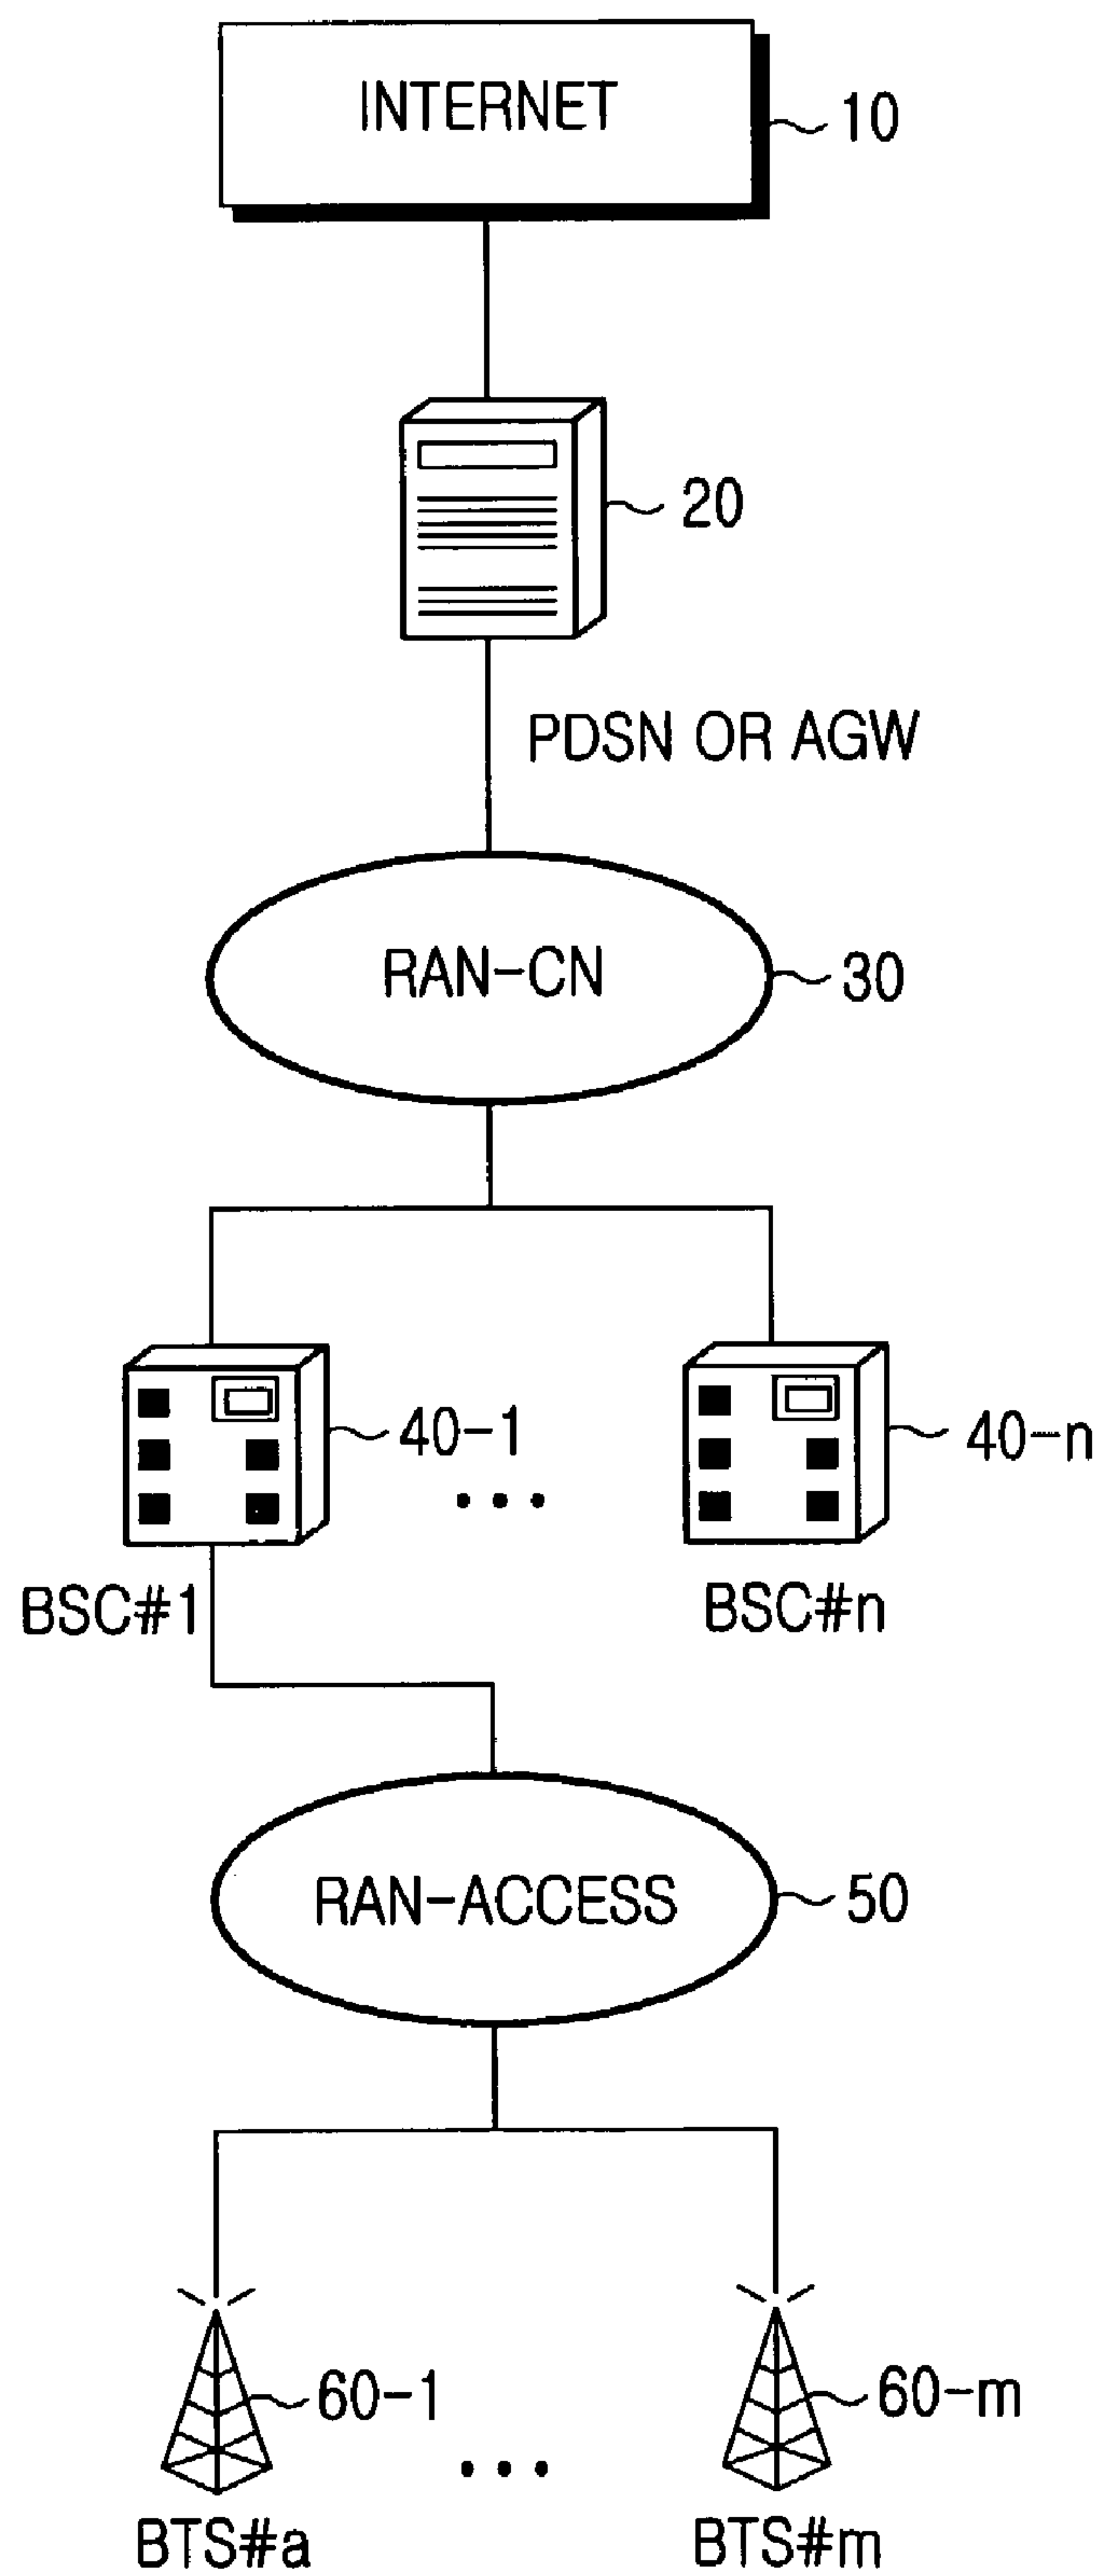 INTERNET
10
20
PDSN OR AGW
RAN-CN
30
40-1
40-n
BSC#1
BSC#n
RAN-ACCESS
50
60-1
60-m
BTS#a
BTS#m